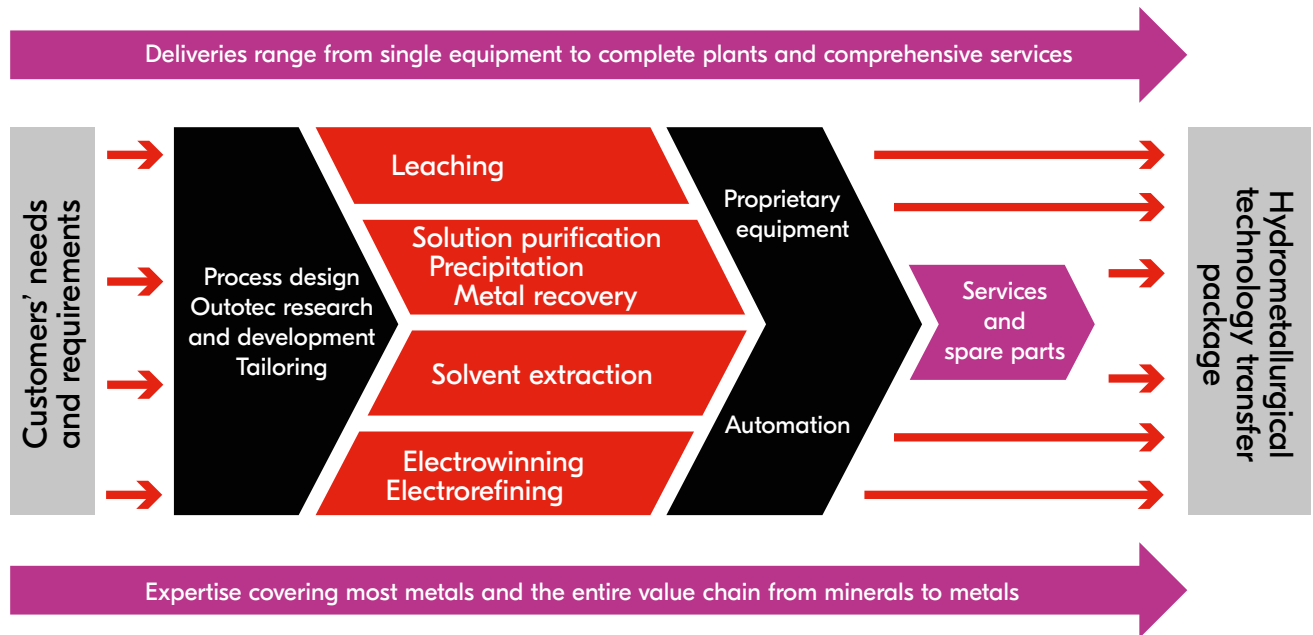 Deliveries range from single equipment to complete plants and comprehensive services
Customers' needs
and requirements
Process design
Outotec research
and development
Tailoring
Leaching
Solution purification
Precipitation
Metal recovery
Solvent extraction
Electrowinning
Electrorefining
Proprietary
equipment
Automation
Services
and
spare parts
Hydrometallurgical
technology transfer
package
Expertise covering most metals and the entire value chain from minerals to metals